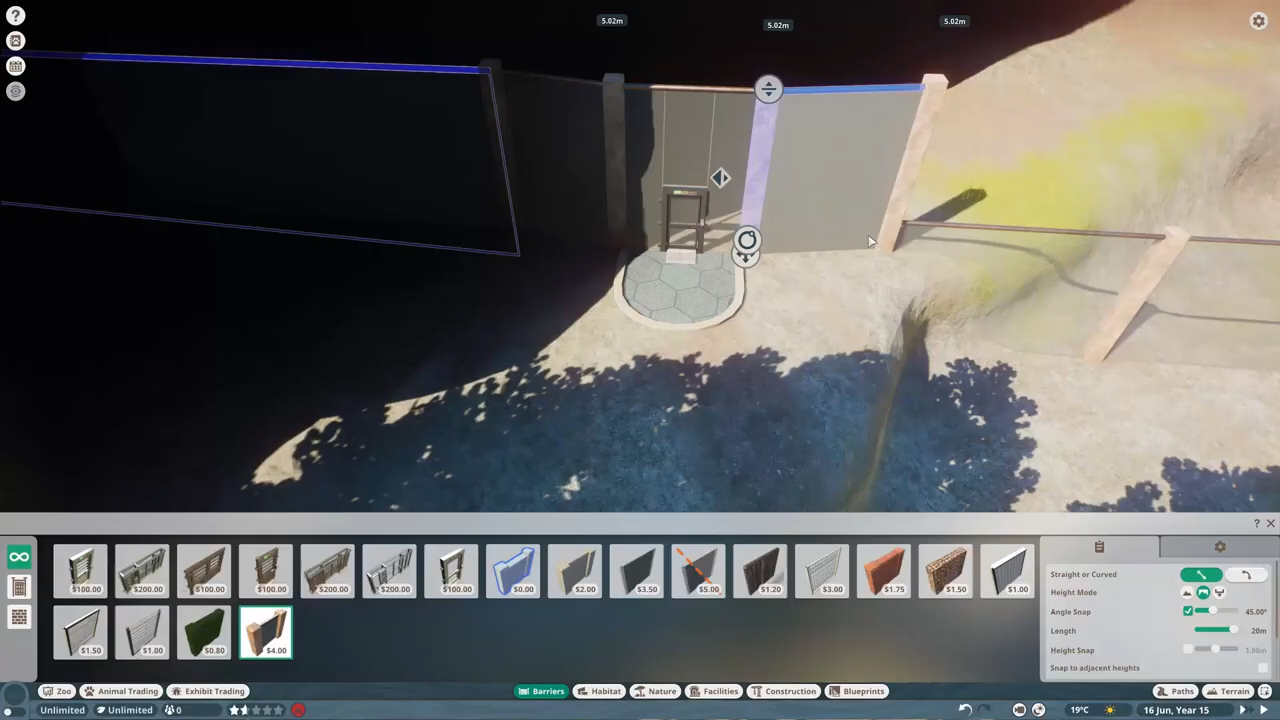 5.02m 5.02m 5.02m
?
? ×
$100.00 $200.00 $100.00 $100.00 $200.00 $200.00 $100.00 $0.00 $2.00 $3.50 $5.00 $1.20 $3.00 $1.75 $1.50 $1.00
$1.50 $1.00 $0.80 $4.00
Straight or Curved
Height Mode
Angle Snap 45.00°
Length 20m
Height Snap 1.00m
Snap to adjacent heights
Zoo Animal Trading Exhibit Trading Barriers Habitat Nature Facilities Construction Blueprints Paths Terrain
Unlimited Unlimited 0 19°C 16 Jun, Year 15